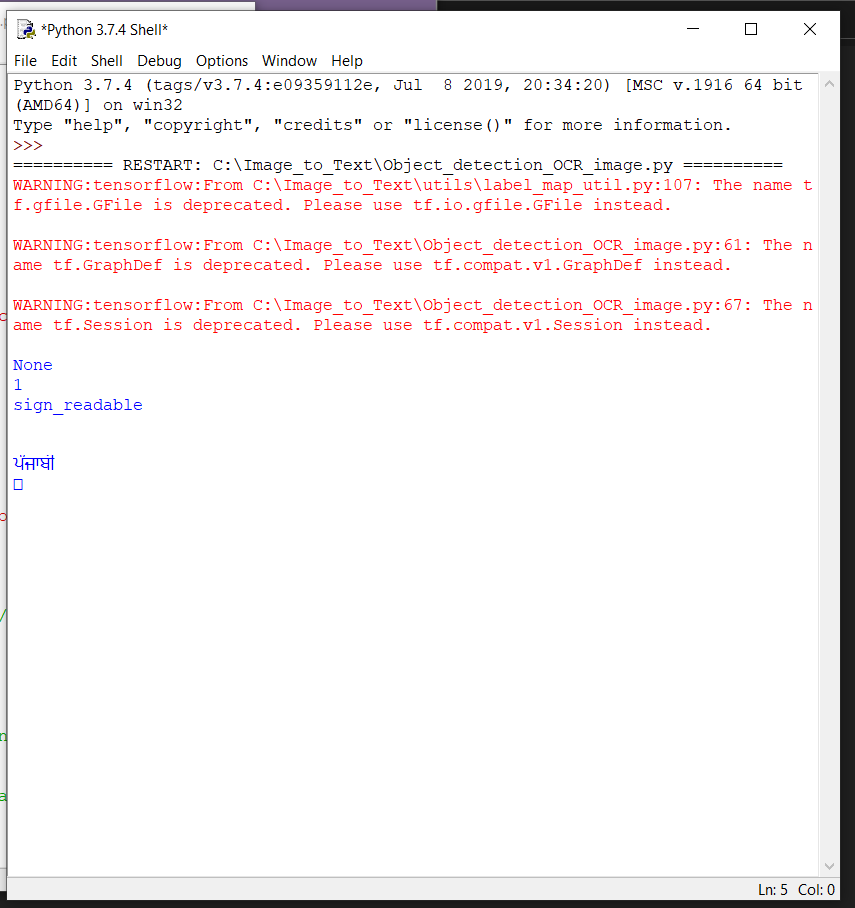 *Python 3.7.4 Shell*
File Edit Shell Debug Options Window Help
Python 3.7.4 (tags/v3.7.4:e09359112e, Jul  8 2019, 20:34:20) [MSC v.1916 64 bit
(AMD64)] on win32
Type "help", "copyright", "credits" or "license()" for more information.
>>>
========== RESTART: C:\Image_to_Text\Object_detection_OCR_image.py ==========
WARNING:tensorflow:From C:\Image_to_Text\utils\label_map_util.py:107: The name t
f.gfile.GFile is deprecated. Please use tf.io.gfile.GFile instead.
WARNING:tensorflow:From C:\Image_to_Text\Object_detection_OCR_image.py:61: The n
ame tf.GraphDef is deprecated. Please use tf.compat.v1.GraphDef instead.
WARNING:tensorflow:From C:\Image_to_Text\Object_detection_OCR_image.py:67: The n
ame tf.Session is deprecated. Please use tf.compat.v1.Session instead.
None
1
sign_readable
ਪੰਜਾਬੀ
Ln: 5 Col: 0